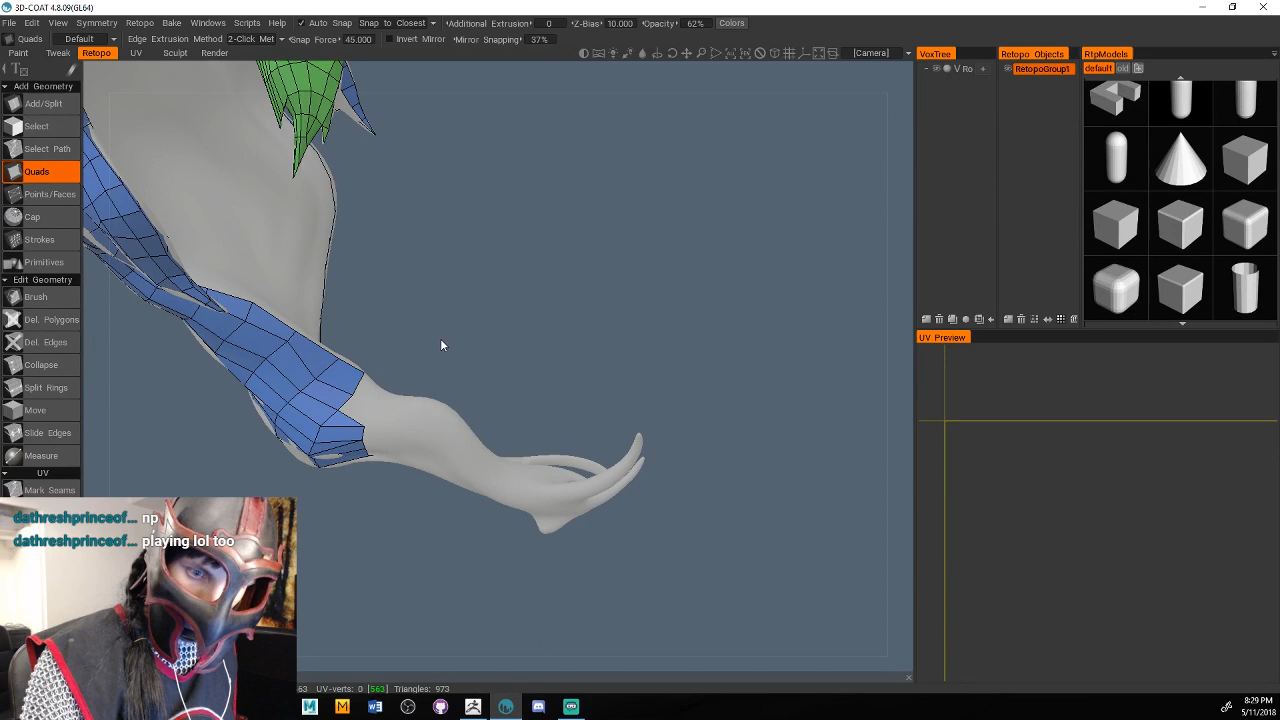 3D-COAT 4.8.09(GL64)
File Edit View Symmetry Retopo Bake Windows Scripts Help Auto Snap Snap to Closest Additional Extrusion 0 Z-Bias 10.000 Opacity 62% Colors
Quads Default Edge Extrusion Method 2-Click Met Snap Force 45.000 Invert Mirror Mirror Snapping 37%
Paint Tweak Retopo UV Sculpt Render [Camera] VoxTree Retopo Objects RtpModels
V Ro + RetopoGroup1 default old
Add Geometry
Add/Split
Select
Select Path
Quads
Points/Faces
Cap
Strokes
Primitives
Edit Geometry
Brush
Del. Polygons
Del. Edges
Collapse
Split Rings
Move
Slide Edges
Measure
UV
Mark Seams
UV Preview
dathreshprinceof... np
dathreshprinceof... playing lol too
63 UV-verts: 0 [563] Triangles: 973
8:29 PM
5/11/2018